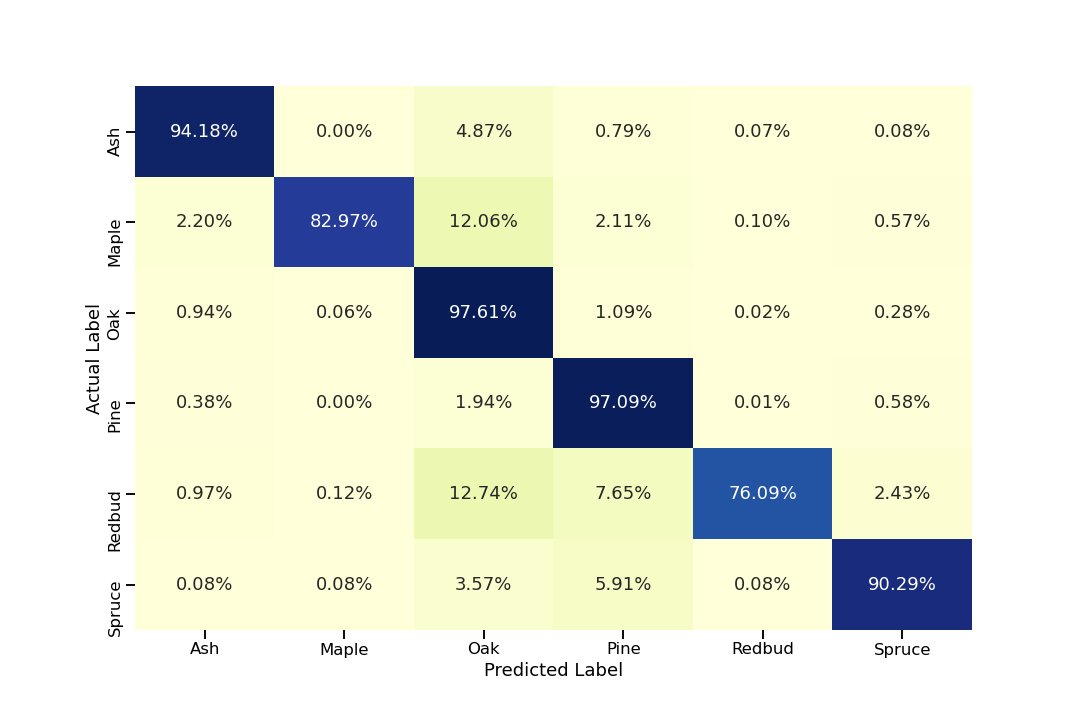 Actual Label
Ash 94.18% 0.00% 4.87% 0.79% 0.07% 0.08%
Maple 2.20% 82.97% 12.06% 2.11% 0.10% 0.57%
Oak 0.94% 0.06% 97.61% 1.09% 0.02% 0.28%
Pine 0.38% 0.00% 1.94% 97.09% 0.01% 0.58%
Redbud 0.97% 0.12% 12.74% 7.65% 76.09% 2.43%
Spruce 0.08% 0.08% 3.57% 5.91% 0.08% 90.29%
Ash Maple Oak Pine Redbud Spruce
Predicted Label